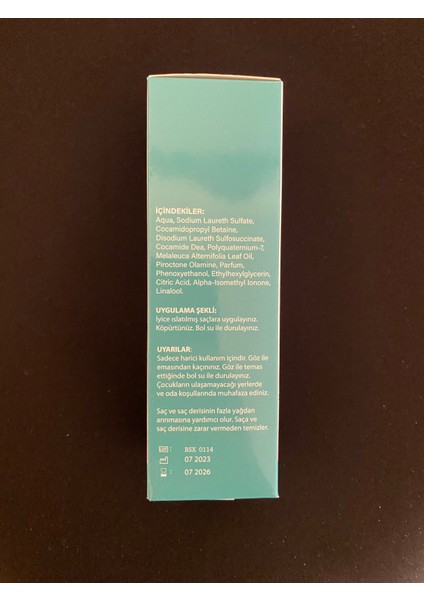 İÇİNDEKİLER:
Aqua, Sodium Laureth Sulfate,
Cocamidopropyl Betaine,
Disodium Laureth Sulfosuccinate,
Cocamide Dea, Polyquaternium-7,
Melaleuca Alternifolia Leaf Oil,
Piroctone Olamine, Parfum,
Phenoxyethanol, Ethylhexylglycerin,
Citric Acid, Alpha-Isomethyl Ionone,
Linalool.
UYGULAMA ŞEKLİ:
İyice ıslatılmış saçlara uygulayınız.
Köpürtünüz. Bol su ile durulayınız.
UYARILAR:
Sadece harici kullanım içindir. Göz ile
emasından kaçınınız. Göz ile temas
ettiğinde bol su ile durulayınız.
Çocukların ulaşamayacağı yerlerde
ve oda koşullarında muhafaza ediniz.
Saç ve saç derisinin fazla yağdan
arınmasına yardımcı olur. Saça ve
saç derisine zarar vermeden temizler.
: BSX 0114
: 07 2023
: 07 2026